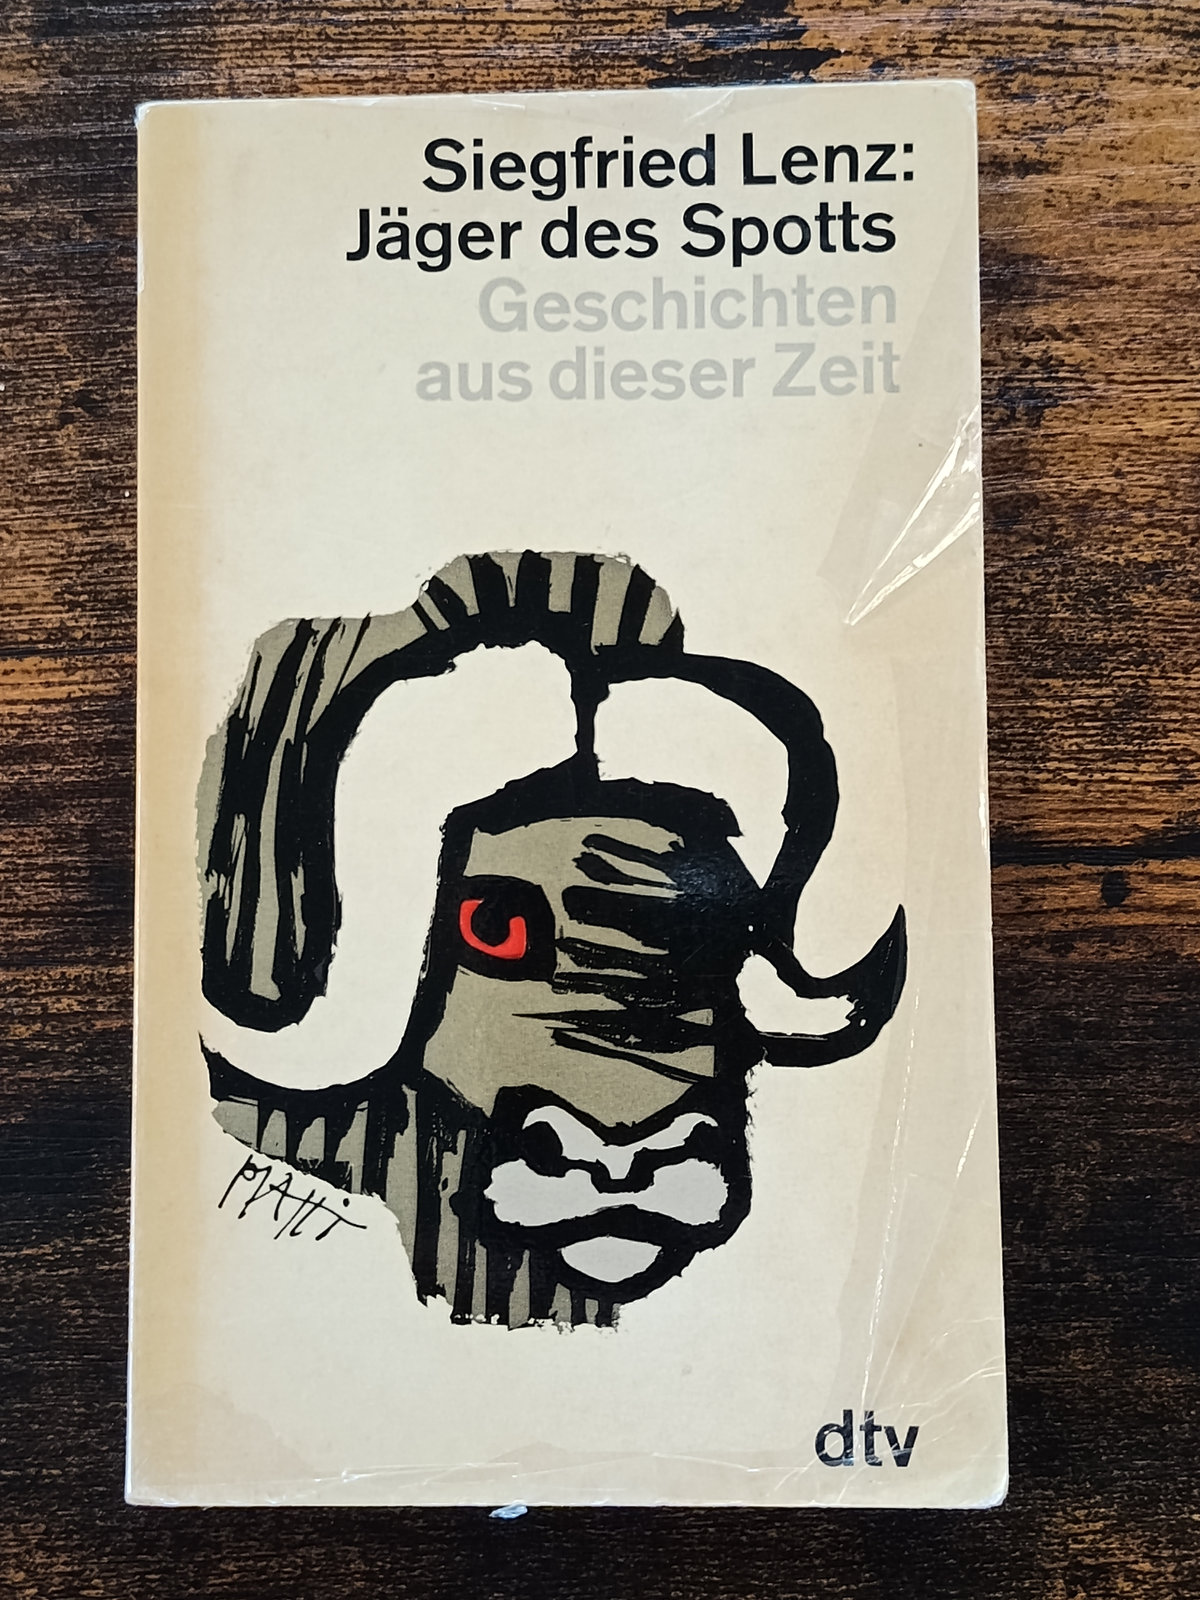 Siegfried Lenz:
Jäger des Spotts
Geschichten
aus dieser Zeit
dtv